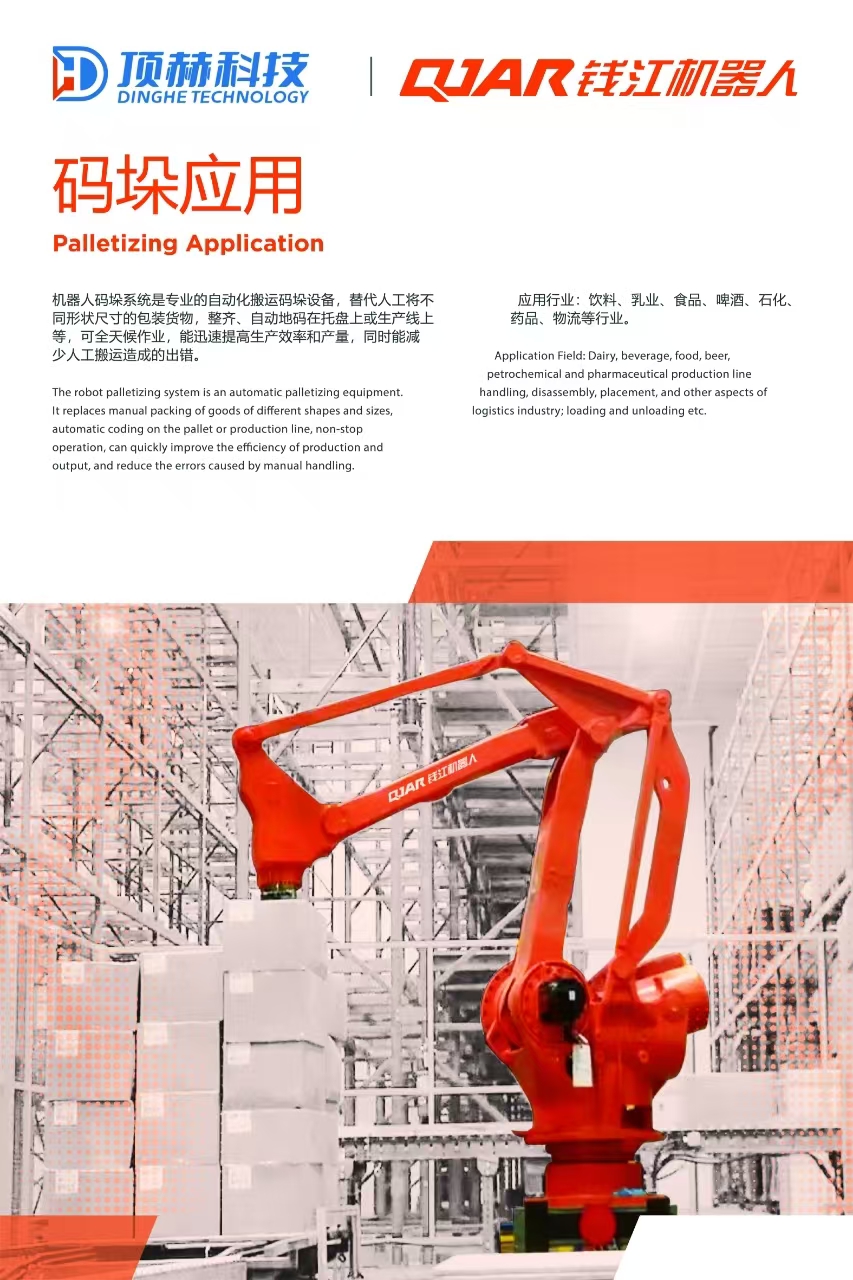 顶赫科技
DINGHE TECHNOLOGY
QJAR 钱江机器人
码垛应用
Palletizing Application
机器人码垛系统是专业的自动化搬运码垛设备，替代人工将不
同形状尺寸的包装货物，整齐、自动地码在托盘上或生产线上
等，可全天候作业，能迅速提高生产效率和产量，同时能减
少人工搬运造成的出错。
The robot palletizing system is an automatic palletizing equipment.
It replaces manual packing of goods of different shapes and sizes,
automatic coding on the pallet or production line, non-stop
operation, can quickly improve the efficiency of production and
output, and reduce the errors caused by manual handling.
应用行业：饮料、乳业、食品、啤酒、石化、
药品、物流等行业。
Application Field: Dairy, beverage, food, beer,
petrochemical and pharmaceutical production line
handling, disassembly, placement, and other aspects of
logistics industry; loading and unloading etc.
QJAR 钱江机器人